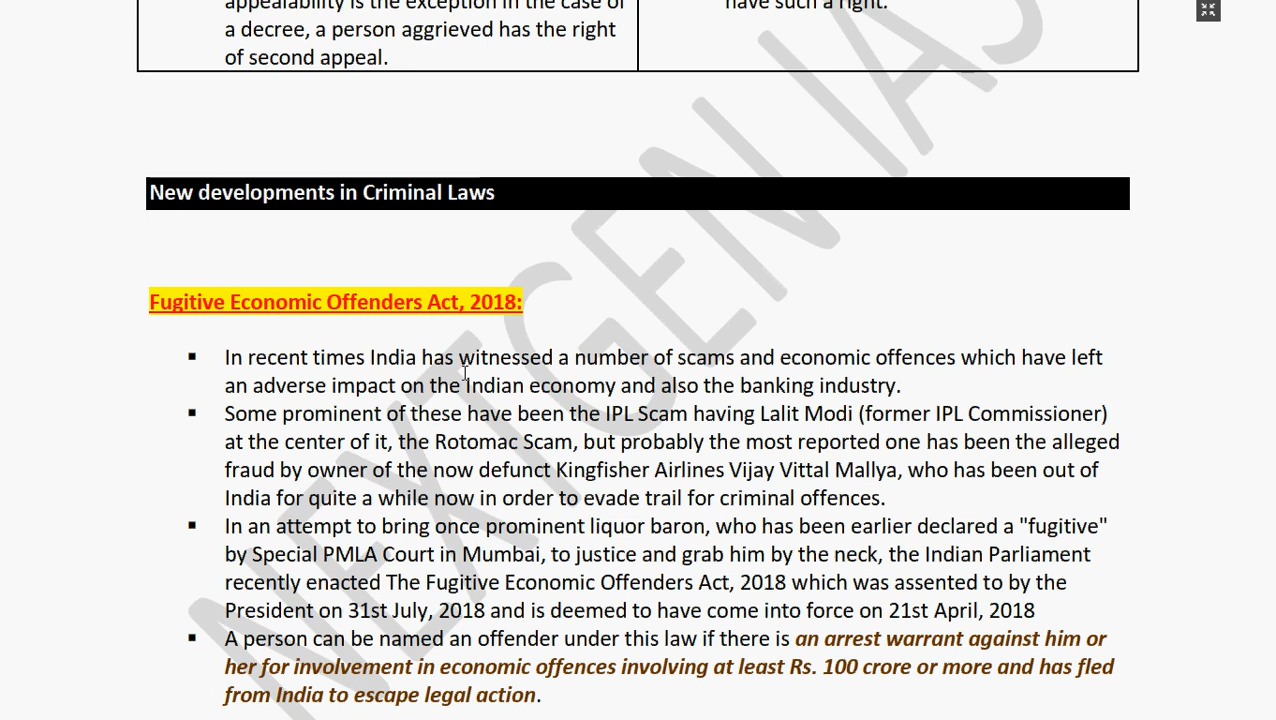 appealability is the exception in the case of
a decree, a person aggrieved has the right
of second appeal.
have such a right.
New developments in Criminal Laws
Fugitive Economic Offenders Act, 2018:
▪ In recent times India has witnessed a number of scams and economic offences which have left
an adverse impact on the Indian economy and also the banking industry.
▪ Some prominent of these have been the IPL Scam having Lalit Modi (former IPL Commissioner)
at the center of it, the Rotomac Scam, but probably the most reported one has been the alleged
fraud by owner of the now defunct Kingfisher Airlines Vijay Vittal Mallya, who has been out of
India for quite a while now in order to evade trail for criminal offences.
▪ In an attempt to bring once prominent liquor baron, who has been earlier declared a "fugitive"
by Special PMLA Court in Mumbai, to justice and grab him by the neck, the Indian Parliament
recently enacted The Fugitive Economic Offenders Act, 2018 which was assented to by the
President on 31st July, 2018 and is deemed to have come into force on 21st April, 2018
▪ A person can be named an offender under this law if there is an arrest warrant against him or
her for involvement in economic offences involving at least Rs. 100 crore or more and has fled
from India to escape legal action.
NEXTGEN IAS